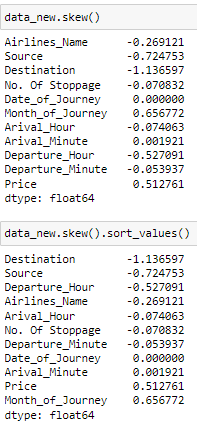 data_new.skew()
Airlines_Name -0.269121
Source -0.724753
Destination -1.136597
No. Of Stoppage -0.070832
Date_of_Journey 0.000000
Month_of_Journey 0.656772
Arival_Hour -0.074063
Arival_Minute 0.001921
Departure_Hour -0.527091
Departure_Minute -0.053937
Price 0.512761
dtype: float64
data_new.skew().sort_values()
Destination -1.136597
Source -0.724753
Departure_Hour -0.527091
Airlines_Name -0.269121
Arival_Hour -0.074063
No. Of Stoppage -0.070832
Departure_Minute -0.053937
Date_of_Journey 0.000000
Arival_Minute 0.001921
Price 0.512761
Month_of_Journey 0.656772
dtype: float64